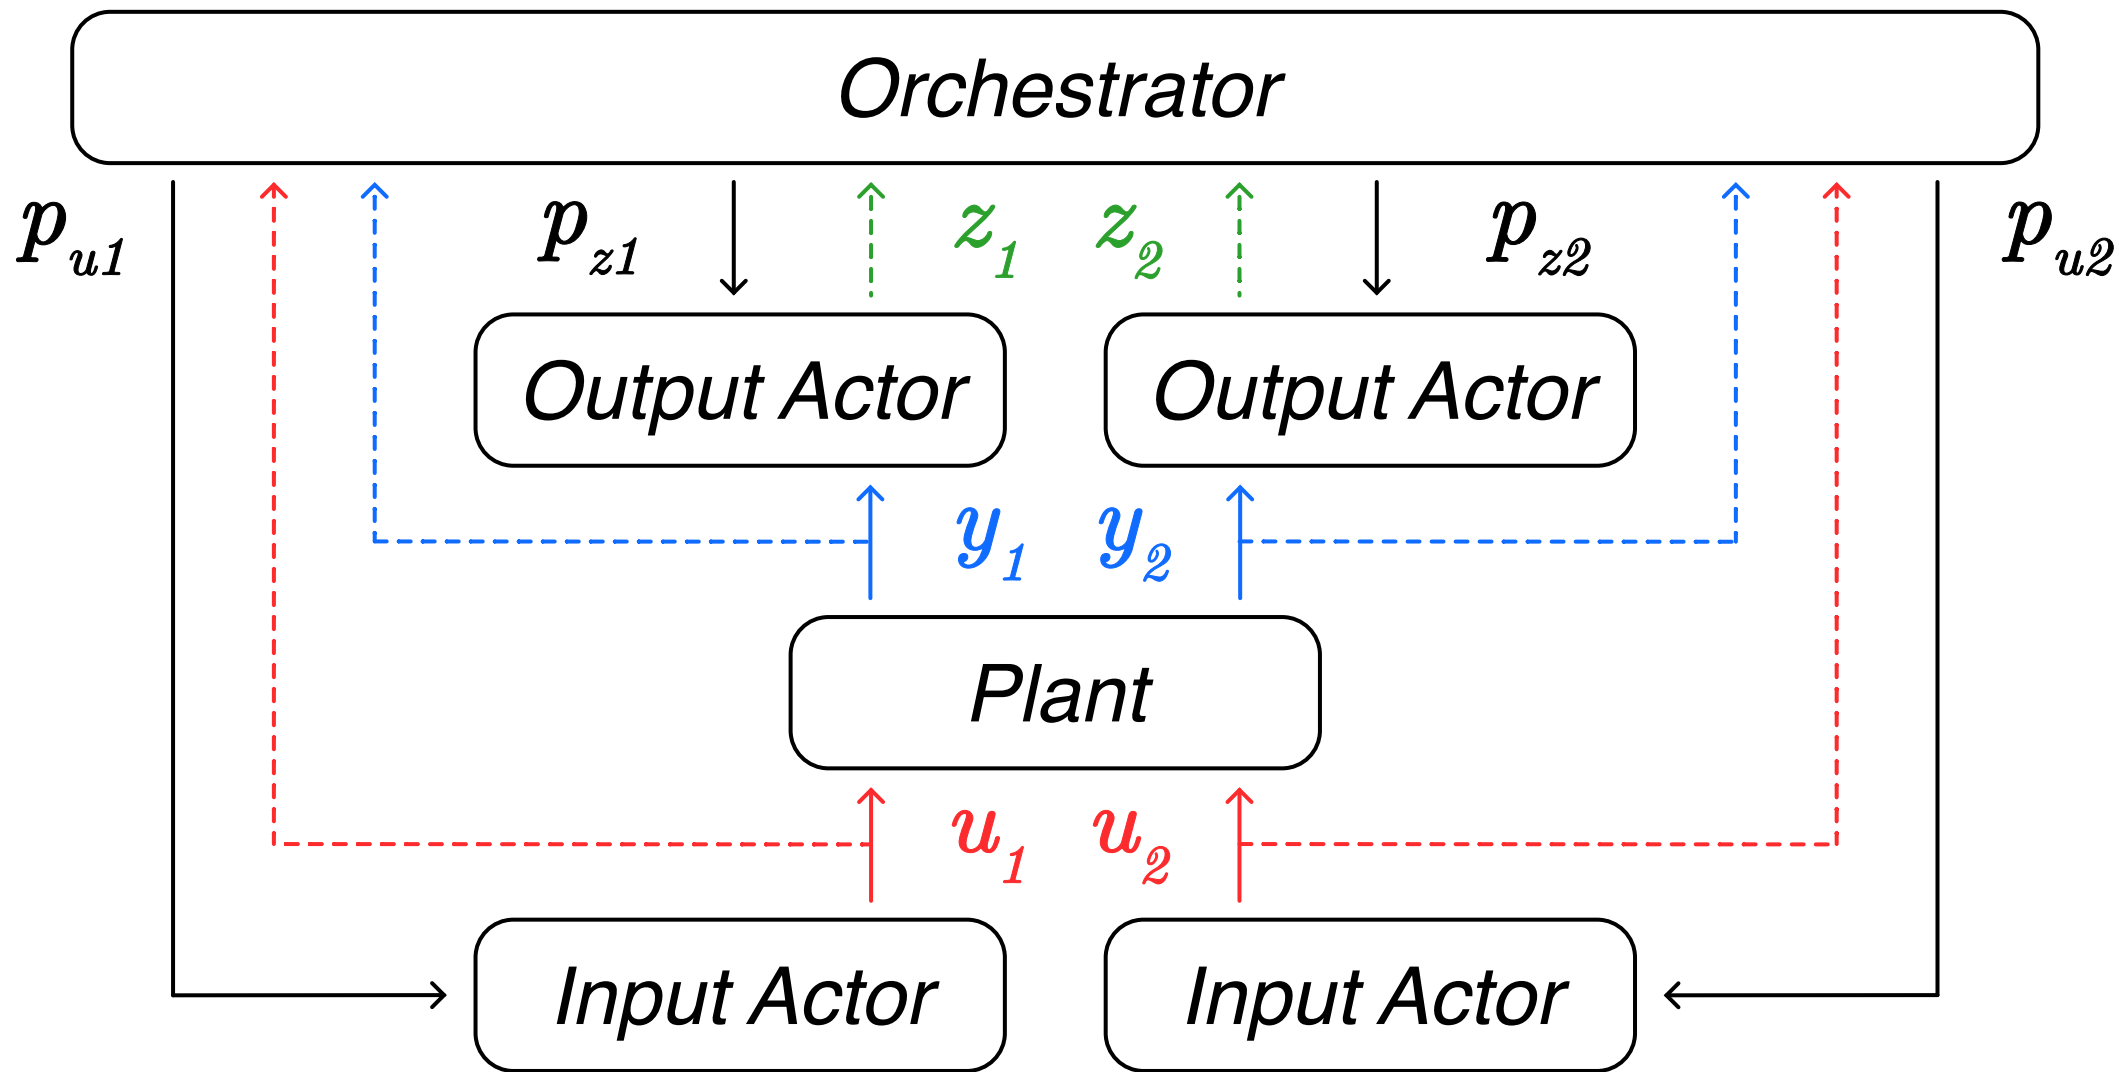 Orchestrator
p_u1 p_z1 z_1 z_2 p_z2 p_u2
Output Actor Output Actor
y_1 y_2
Plant
u_1 u_2
Input Actor Input Actor